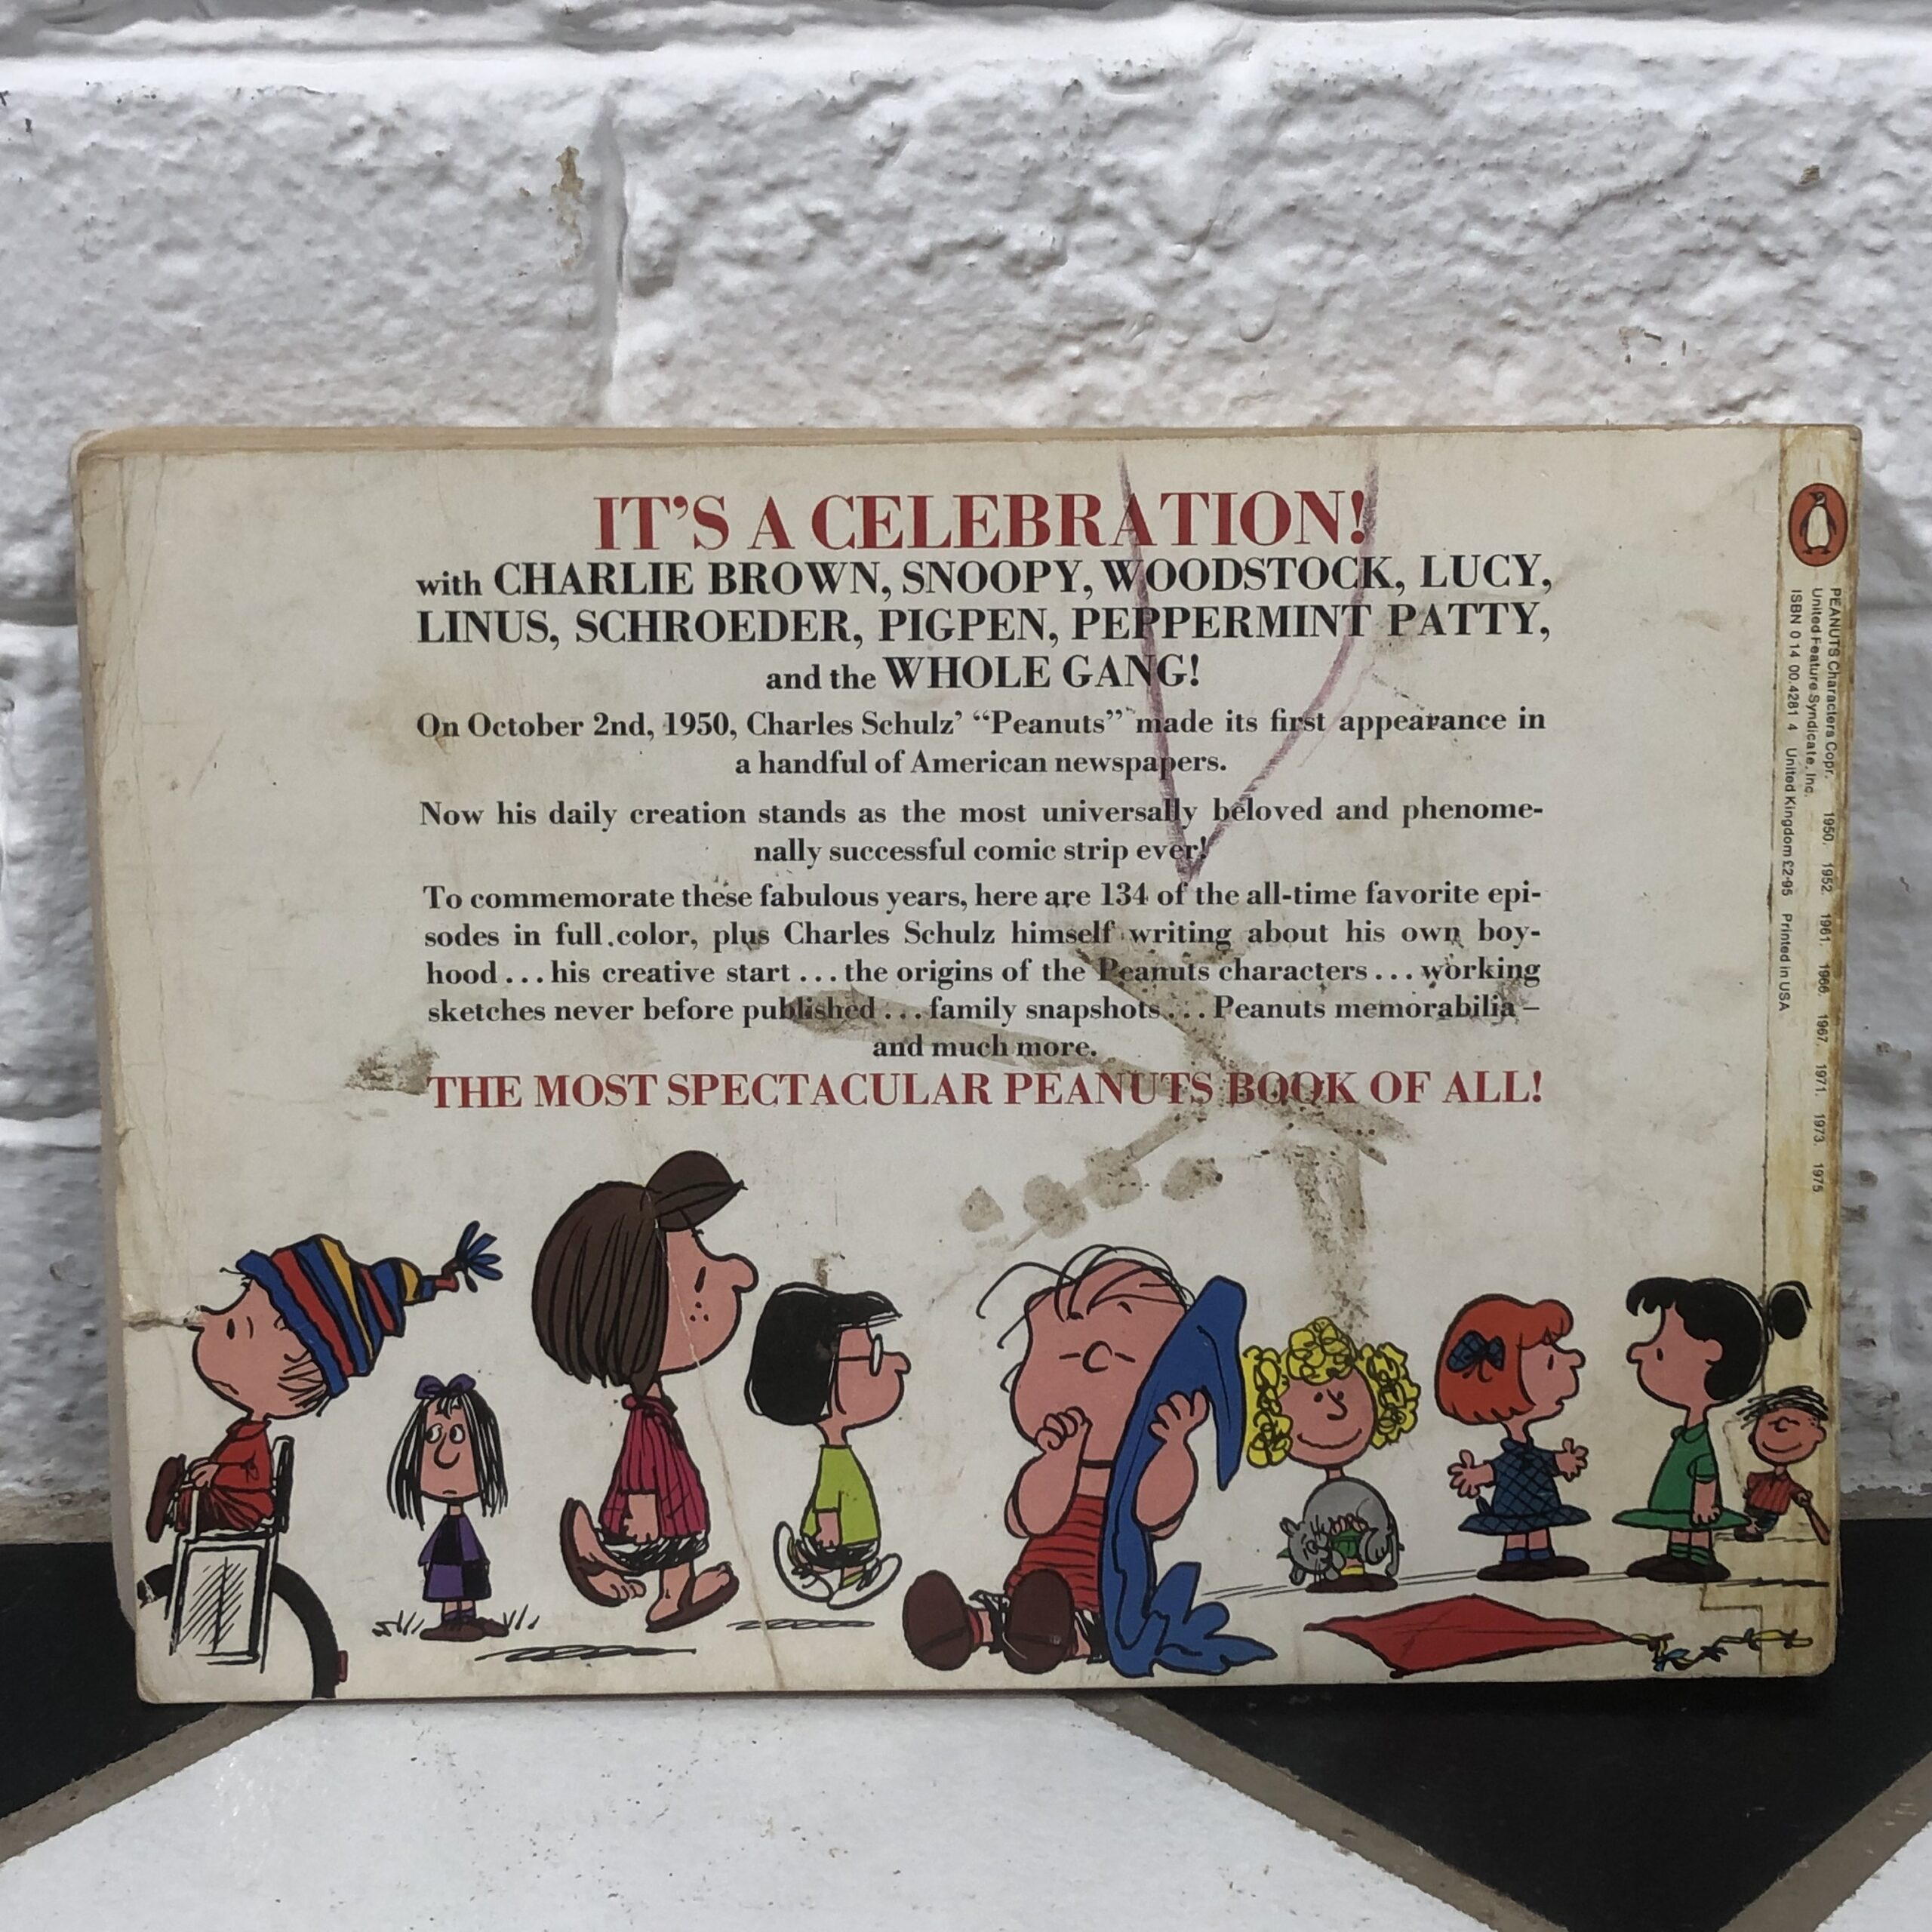 IT'S A CELEBRATION!
with CHARLIE BROWN, SNOOPY, WOODSTOCK, LUCY,
LINUS, SCHROEDER, PIGPEN, PEPPERMINT PATTY,
and the WHOLE GANG!
On October 2nd, 1950, Charles Schulz' “Peanuts” made its first appearance in
a handful of American newspapers.
Now his daily creation stands as the most universally beloved and phenome-
nally successful comic strip ever!
To commemorate these fabulous years, here are 134 of the all-time favorite epi-
sodes in full color, plus Charles Schulz himself writing about his own boy-
hood...his creative start...the origins of the Peanuts characters...working
sketches never before published...family snapshots...Peanuts memorabilia–
and much more.
THE MOST SPECTACULAR PEANUTS BOOK OF ALL!
PEANUTS Characters Copr. 1950, 1952, 1961, 1966, 1967, 1971, 1973, 1975
United Feature Syndicate, Inc.
ISBN 0 14 00.4281 4 United Kingdom £2·95 Printed in USA